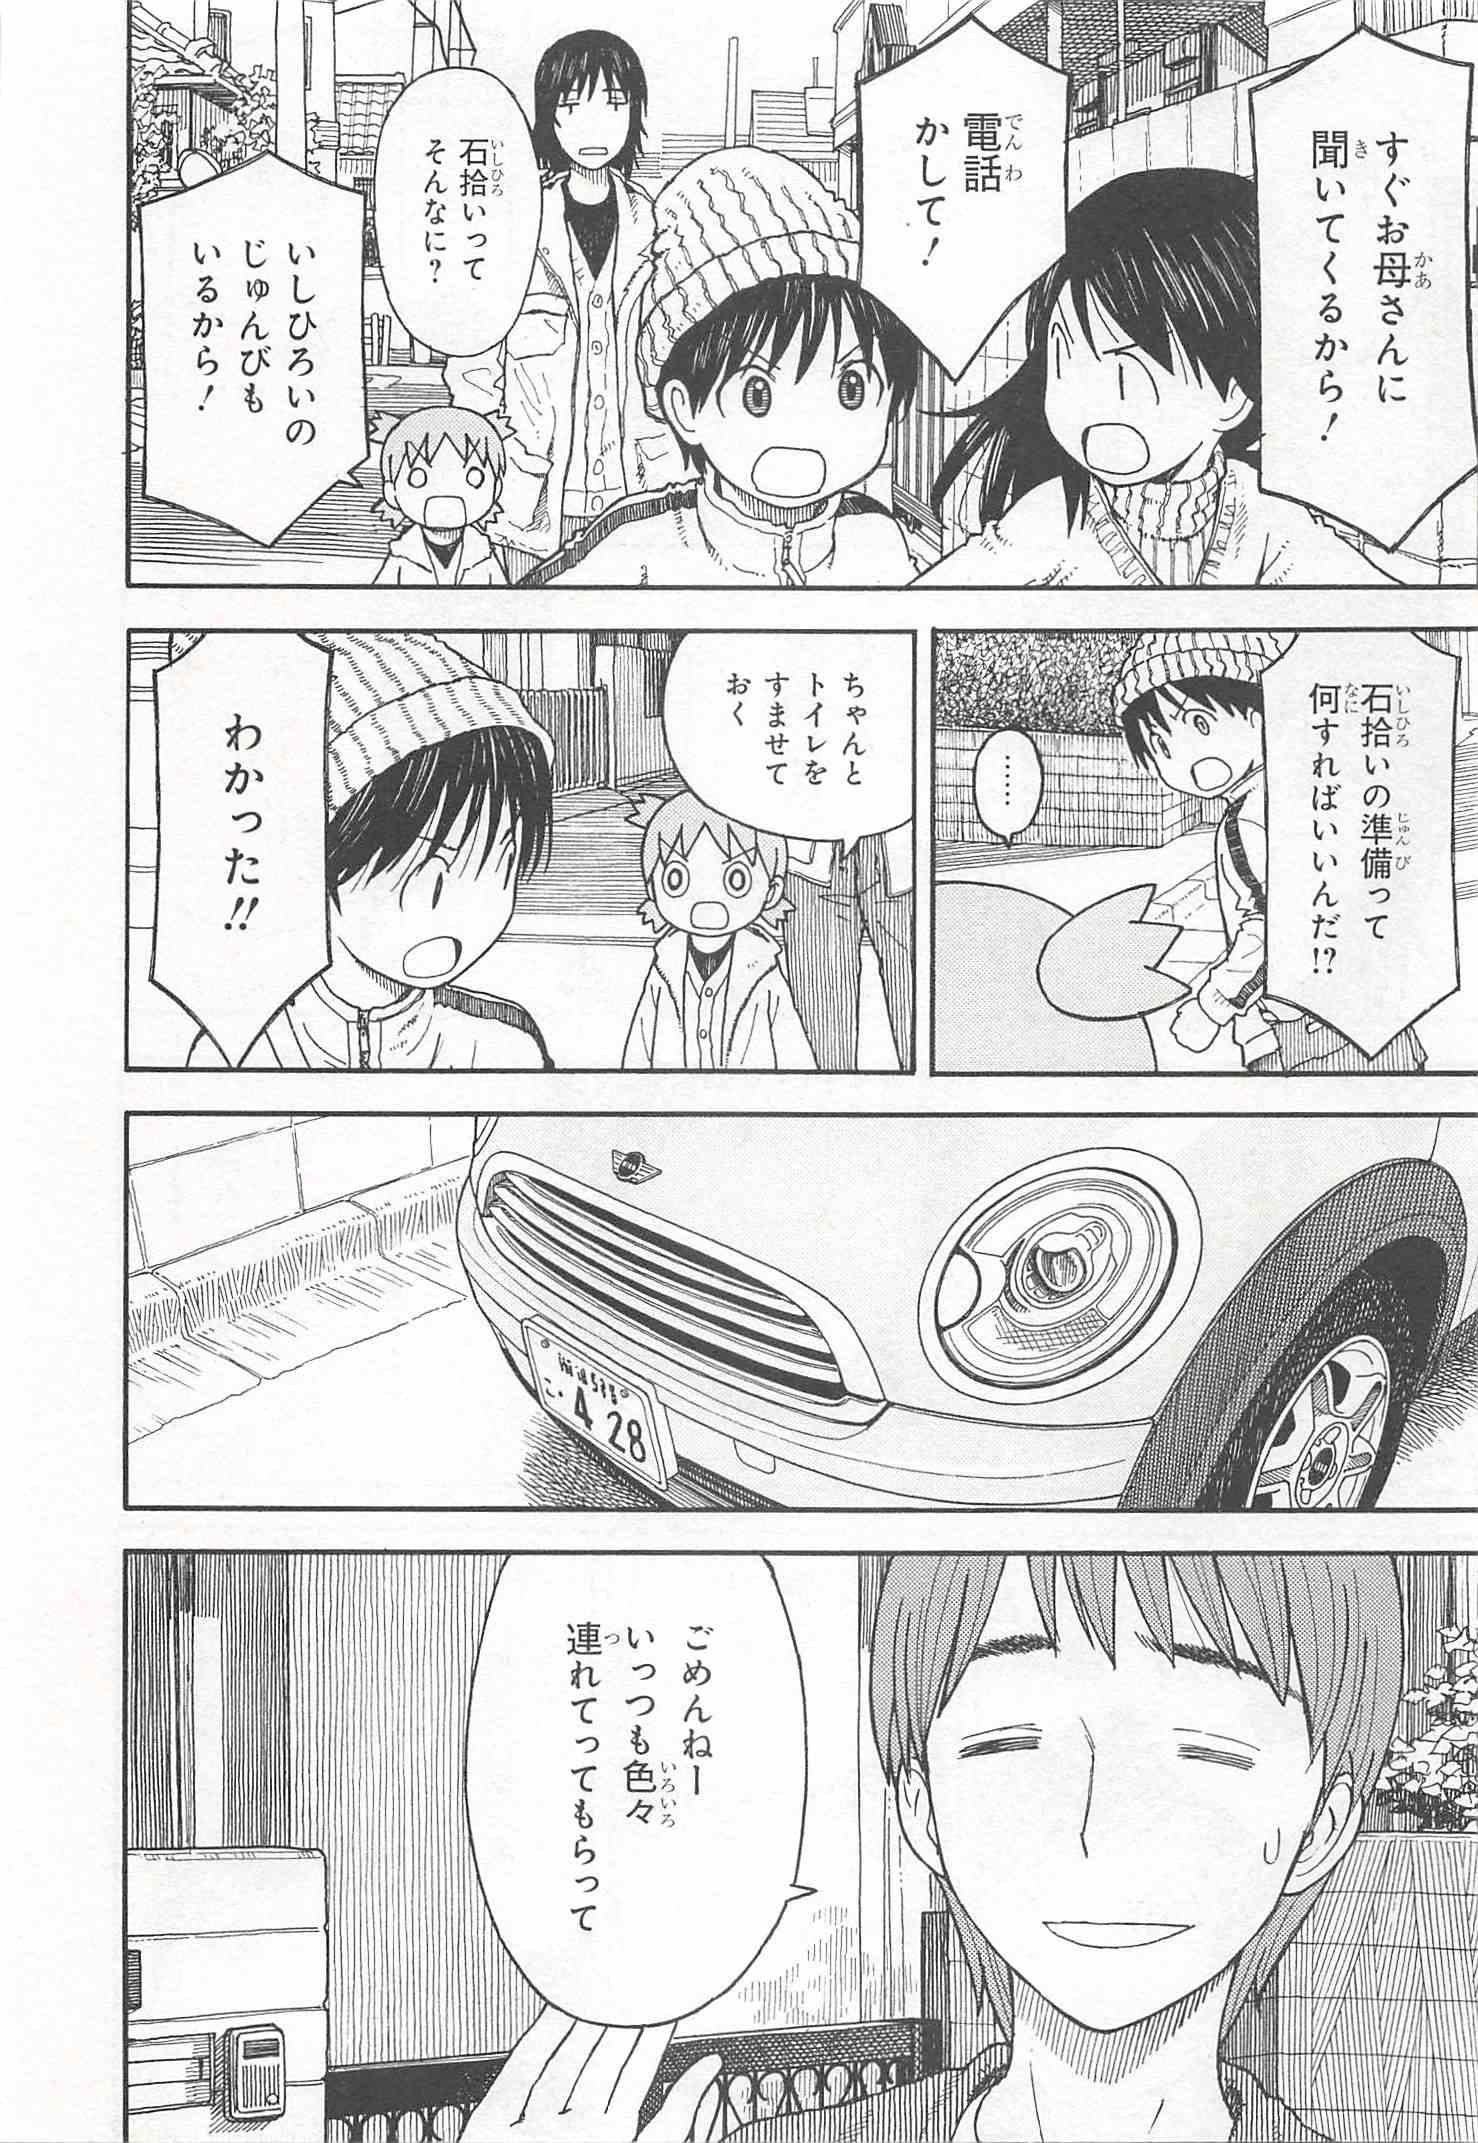 すぐお母さんに
聞いてくるから!
電話
かして!
石拾いって
そんなに?
いしひろいの
じゅんびも
いるから!
石拾いの準備って
何すればいいんだ!?
……
ちゃんと
トイレを
すませて
おく
わかった!!
428
ごめんねー
いっつも色々
連れてってもらって